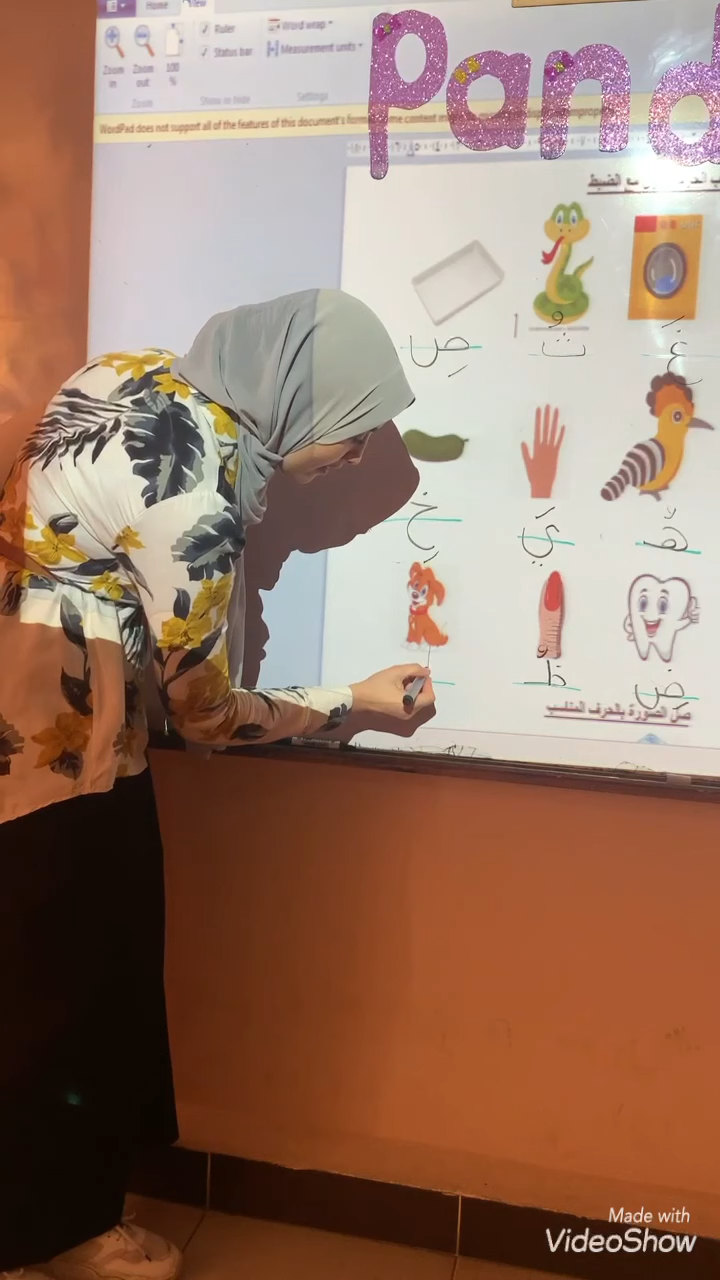 Home View
Zoom in
Zoom out
100 %
Zoom
Ruler
Status bar
Show or hide
Word wrap
Measurement units
Settings
Pand
WordPad does not support all of the features of this document's
مع الضبط
غَ ثُ صِ
هُ يَ خِ
ضِ ظُ
صل الصورة بالحرف المناسب
Made with
VideoShow